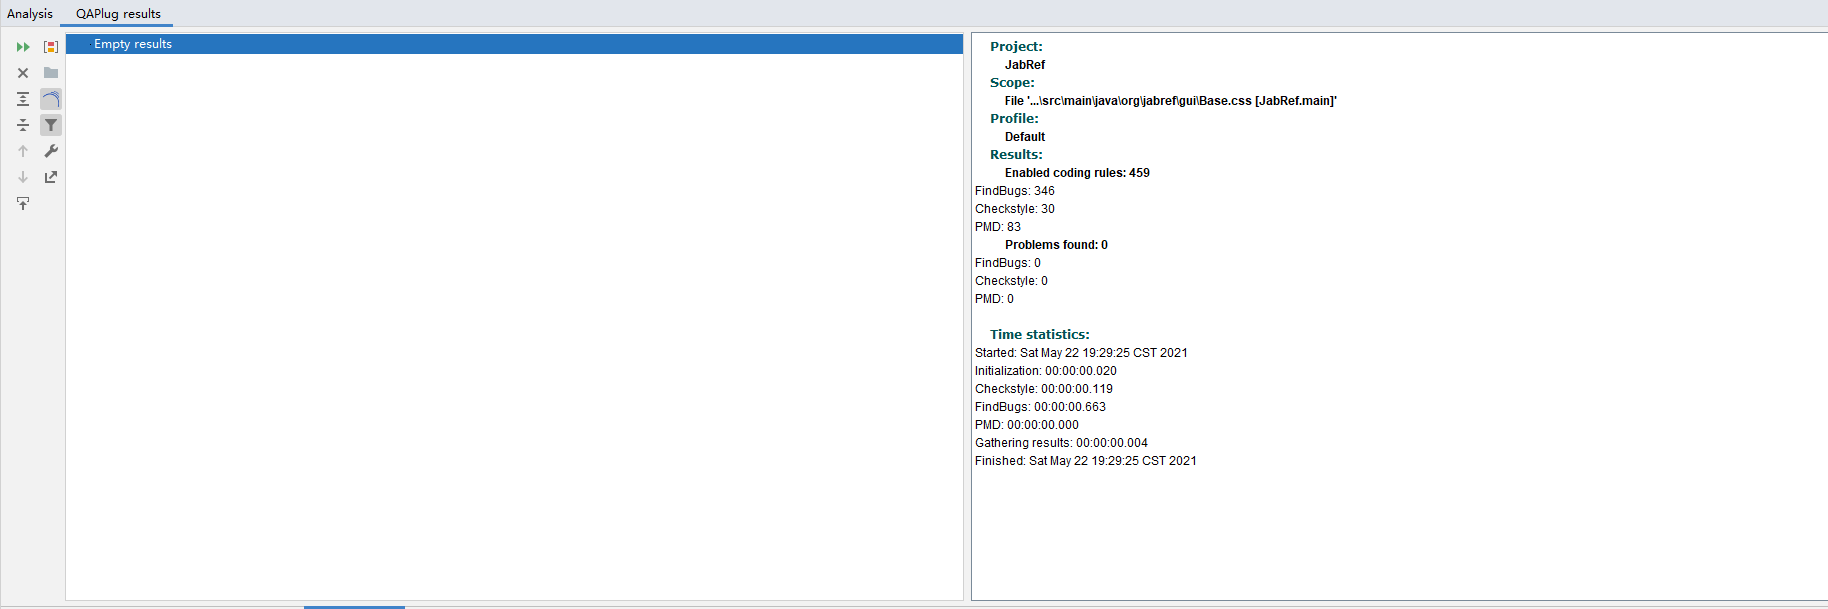 Analysis
QAPlug results
Empty results
Project:
JabRef
Scope:
File '...\src\main\java\org\jabref\gui\Base.css [JabRef.main]'
Profile:
Default
Results:
Enabled coding rules: 459
FindBugs: 346
Checkstyle: 30
PMD: 83
Problems found: 0
FindBugs: 0
Checkstyle: 0
PMD: 0
Time statistics:
Started: Sat May 22 19:29:25 CST 2021
Initialization: 00:00:00.020
Checkstyle: 00:00:00.119
FindBugs: 00:00:00.663
PMD: 00:00:00.000
Gathering results: 00:00:00.004
Finished: Sat May 22 19:29:25 CST 2021